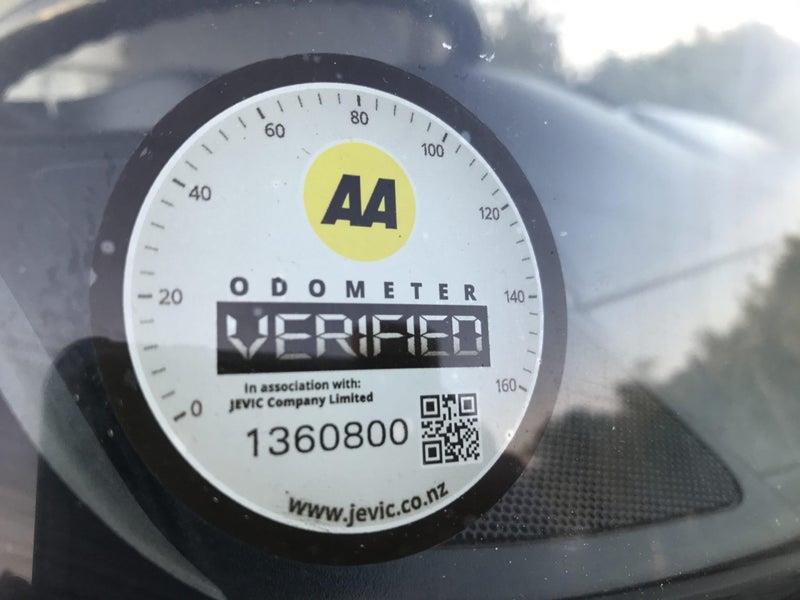 60 80 100
40 120
20 140
0 160
AA
ODOMETER
VERIFIED
In association with:
JEVIC Company Limited
1360800
www.jevic.co.nz